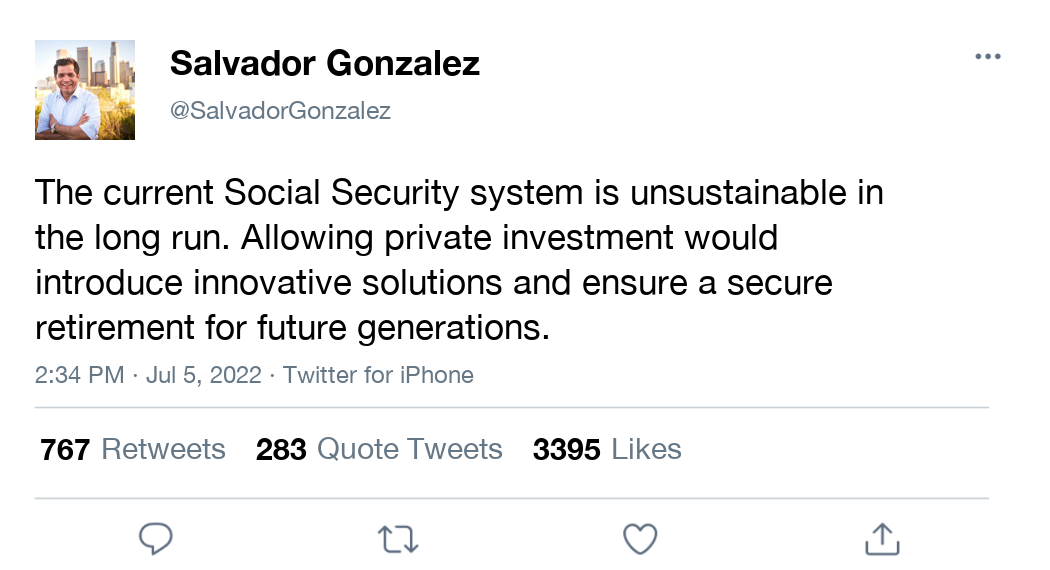 Salvador Gonzalez
@SalvadorGonzalez
The current Social Security system is unsustainable in
the long run. Allowing private investment would
introduce innovative solutions and ensure a secure
retirement for future generations.
2:34 PM · Jul 5, 2022 · Twitter for iPhone
767 Retweets 283 Quote Tweets 3395 Likes